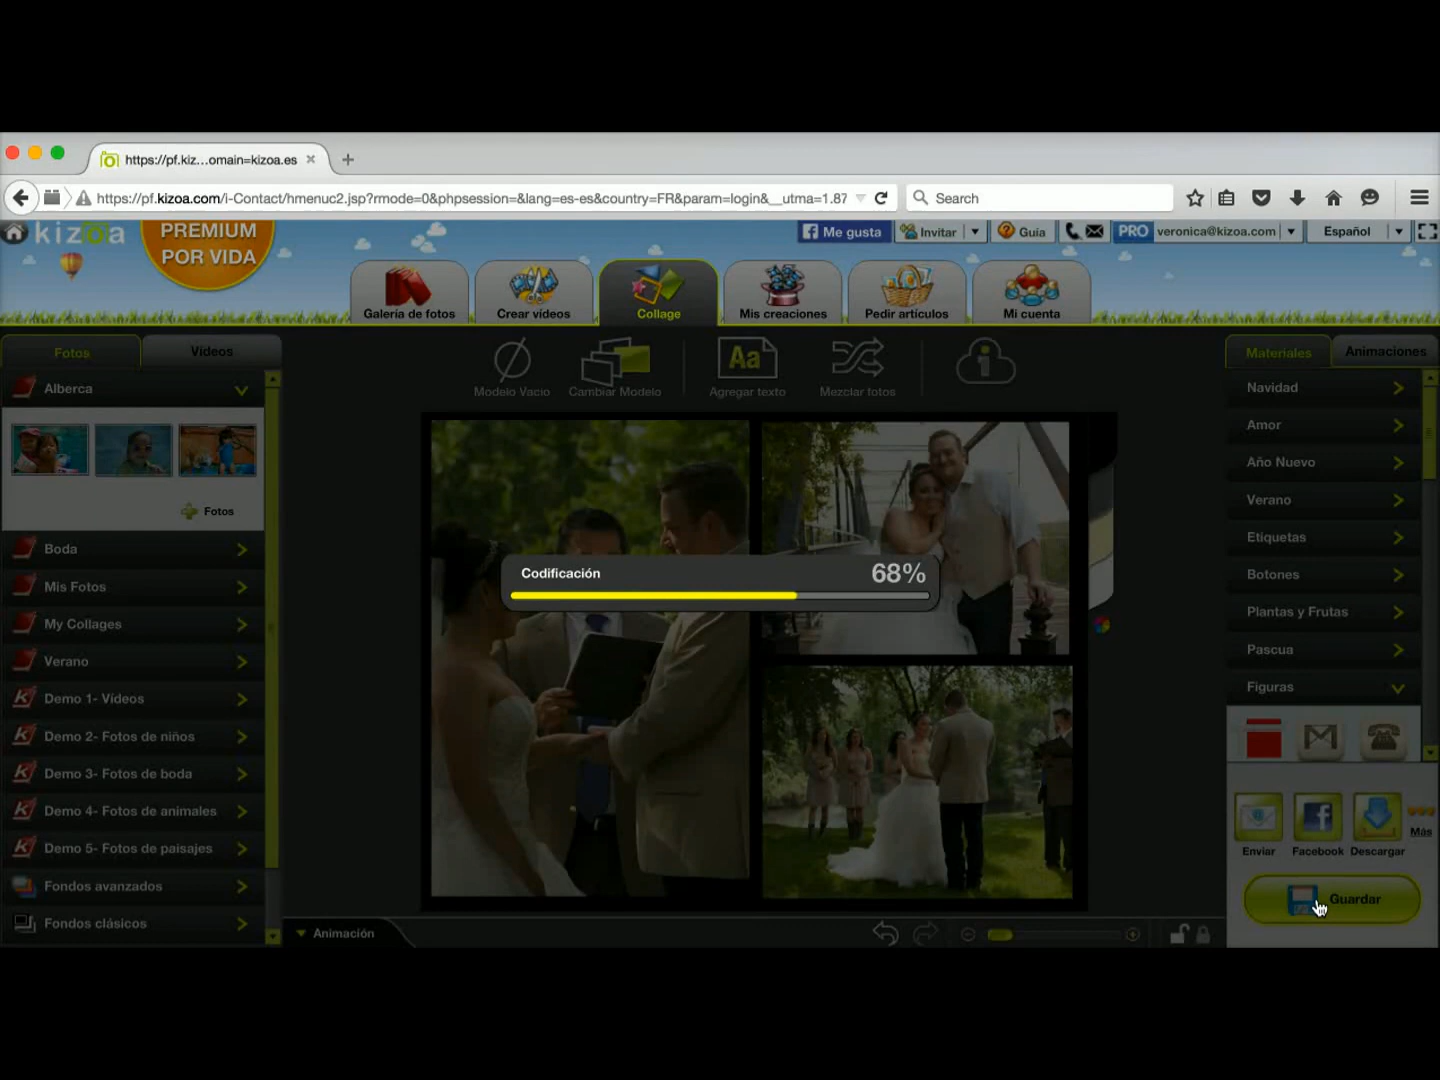 https://pf.kiz...omain=kizoa.es
https://pf.kizoa.com/i-Contact/hmenuc2.jsp?rmode=0&phpsession=&lang=es-es&country=FR&param=login&__utma=1.87
Search
kizoa
PREMIUM
POR VIDA
Me gusta
Invitar
Guía
PRO
veronica@kizoa.com
Español
Galería de fotos
Crear vídeos
Collage
Mis creaciones
Pedir artículos
Mi cuenta
Fotos
Vídeos
Modelo Vacio
Cambiar Modelo
Aa
Agregar texto
Mezclar fotos
Materiales
Animaciones
Alberca
Fotos
Boda
Mis Fotos
My Collages
Verano
Demo 1- Vídeos
Demo 2- Fotos de niños
Demo 3- Fotos de boda
Demo 4- Fotos de animales
Demo 5- Fotos de paisajes
Fondos avanzados
Fondos clásicos
Codificación
68%
Navidad
Amor
Año Nuevo
Verano
Etiquetas
Botones
Plantas y Frutas
Pascua
Figuras
Enviar
Facebook
Descargar
Más
Guardar
Animación